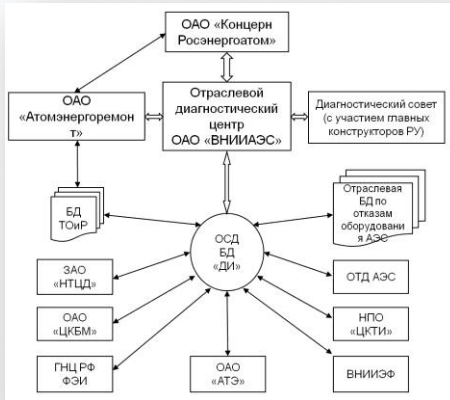 ОАО «Концерн
Росэнергоатом»
ОАО
«Атомэнергоремон
т»
Отраслевой
диагностический
центр
ОАО «ВНИИАЭС»
Диагностический совет
(с участием главных
конструкторов РУ)
БД
ТОиР
Отраслевая
БД по
отказам
оборудовани
я АЭС
ОСД
БД
«ДИ»
ЗАО
«НТЦД»
ОТД АЭС
ОАО
«ЦКБМ»
НПО
«ЦКТИ»
ГНЦ РФ
ФЭИ
ОАО
«АТЭ»
ВНИИЭФ